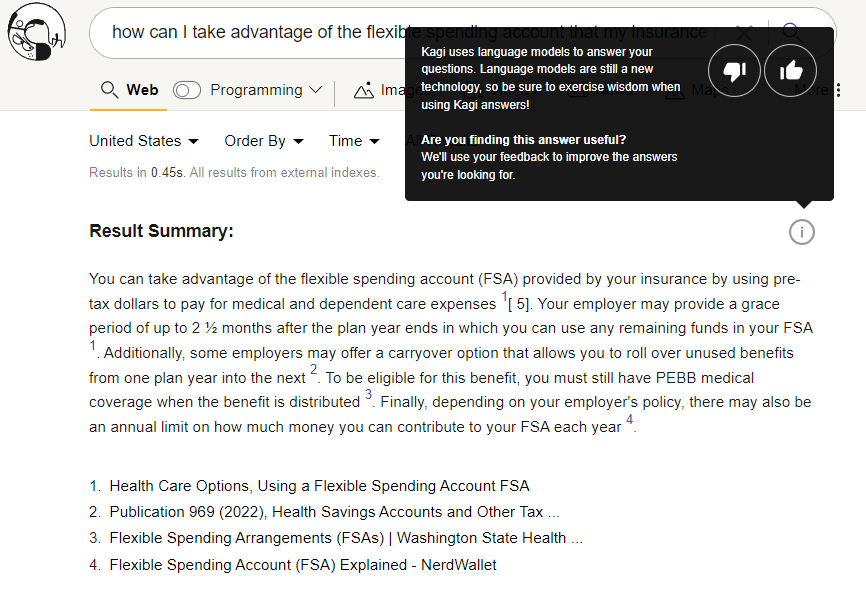 how can I take advantage of the flexible spending account that my insurance
Kagi uses language models to answer your
questions. Language models are still a new
technology, so be sure to exercise wisdom when
using Kagi answers!
Are you finding this answer useful?
We'll use your feedback to improve the answers
you're looking for.
Web
Programming
Images
Maps
More
United States
Order By
Time
Results in 0.45s. All results from external indexes.
Result Summary:
You can take advantage of the flexible spending account (FSA) provided by your insurance by using pre-
tax dollars to pay for medical and dependent care expenses 1[ 5]. Your employer may provide a grace
period of up to 2 ½ months after the plan year ends in which you can use any remaining funds in your FSA
1. Additionally, some employers may offer a carryover option that allows you to roll over unused benefits
from one plan year into the next 2. To be eligible for this benefit, you must still have PEBB medical
coverage when the benefit is distributed 3. Finally, depending on your employer's policy, there may also be
an annual limit on how much money you can contribute to your FSA each year 4.
1. Health Care Options, Using a Flexible Spending Account FSA
2. Publication 969 (2022), Health Savings Accounts and Other Tax ...
3. Flexible Spending Arrangements (FSAs) | Washington State Health ...
4. Flexible Spending Account (FSA) Explained - NerdWallet